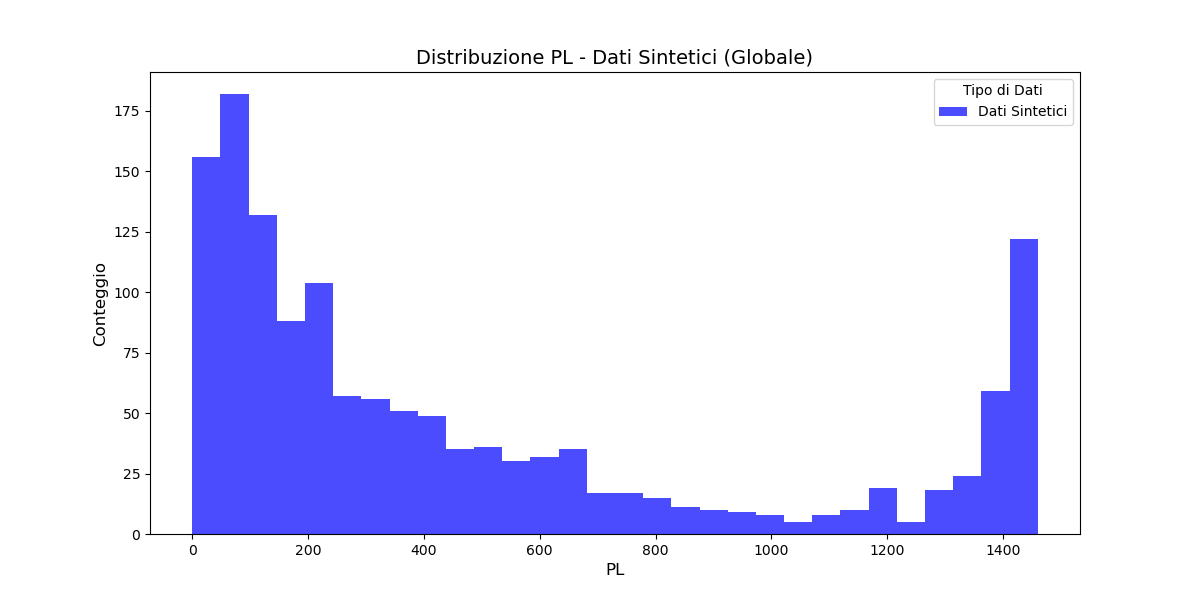 Distribuzione PL - Dati Sintetici (Globale)
Tipo di Dati
Dati Sintetici
Conteggio
175
150
125
100
75
50
25
0
0 200 400 600 800 1000 1200 1400
PL